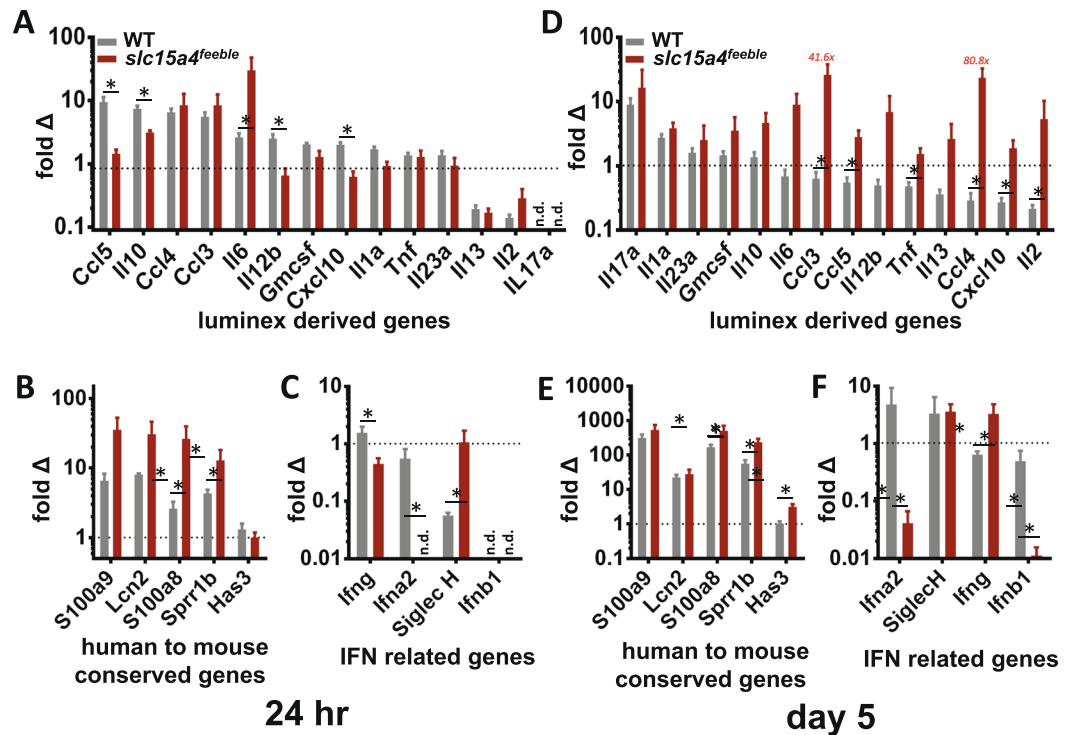 A
WT
slc15a4feeble
fold Δ
100
10
1
0.1
* * * * *
n.d. n.d.
Ccl5 Il10 Ccl4 Ccl3 Il6 Il12b Gmcsf Cxcl10 Il1a Tnf Il23a Il13 Il2 IL17a
luminex derived genes
D
WT
slc15a4feeble
fold Δ
100
10
1
0.1
41.6x 80.8x
* * * * * *
Il17a Il1a Il23a Gmcsf Il10 Il6 Ccl3 Ccl5 Il12b Tnf Il13 Ccl4 Cxcl10 Il2
luminex derived genes
B
fold Δ
100
10
1
* * * *
S100a9 Lcn2 S100a8 Sprr1b Has3
human to mouse
conserved genes
C
fold Δ
10
1
0.1
0.01
* * *
n.d. n.d. n.d.
Ifng Ifna2 Siglec H Ifnb1
IFN related genes
24 hr
E
fold Δ
10000
1000
100
10
1
0.1
* * * * *
S100a9 Lcn2 S100a8 Sprr1b Has3
human to mouse
conserved genes
F
fold Δ
10
1
0.1
0.01
* * * * * *
Ifna2 SiglecH Ifng Ifnb1
IFN related genes
day 5